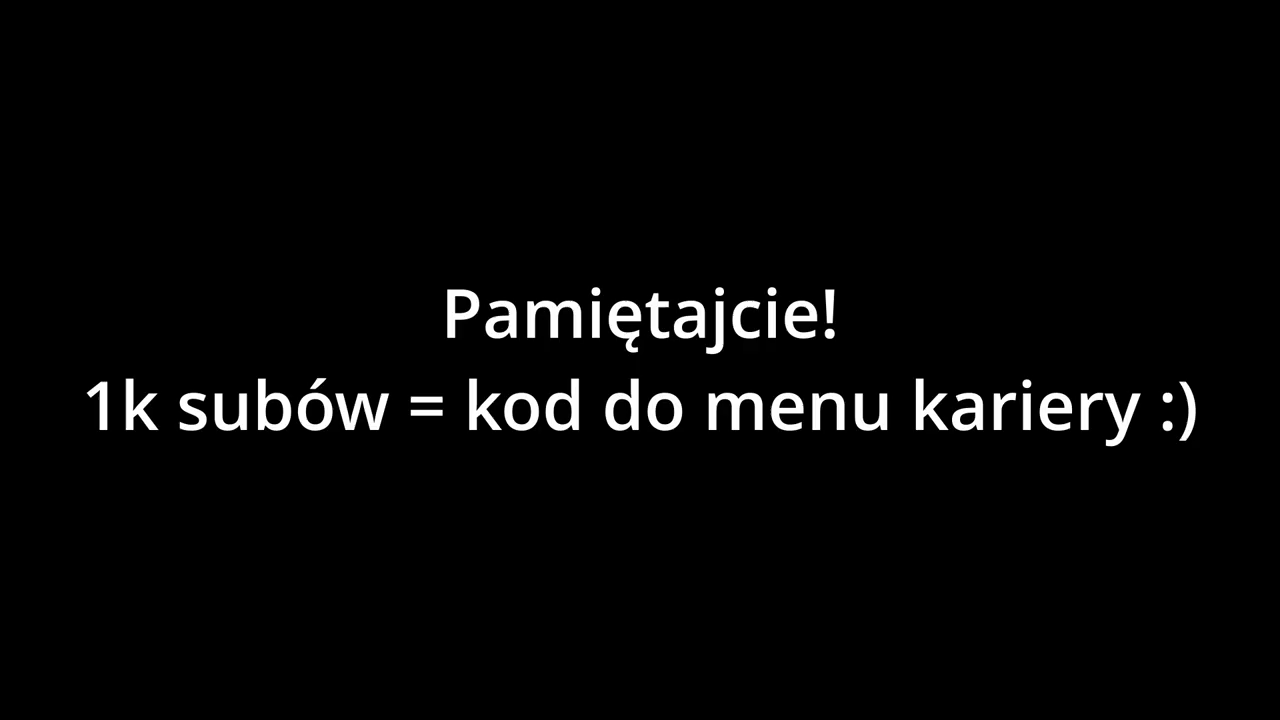 Pamiętajcie!
1k subów = kod do menu kariery :)